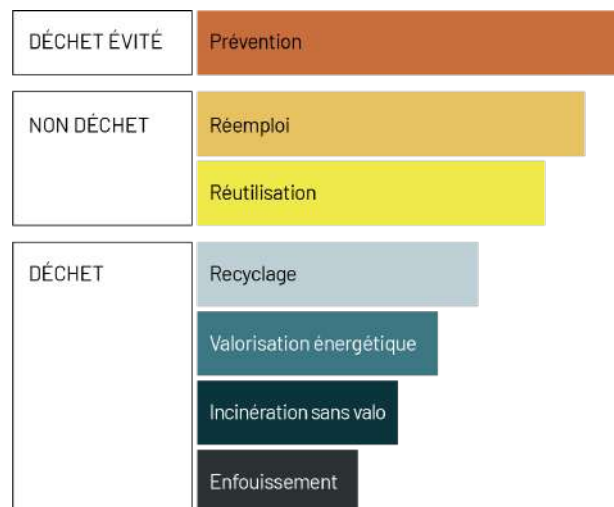 DÉCHET ÉVITÉ
Prévention
NON DÉCHET
Réemploi
Réutilisation
DÉCHET
Recyclage
Valorisation énergétique
Incinération sans valo
Enfouissement